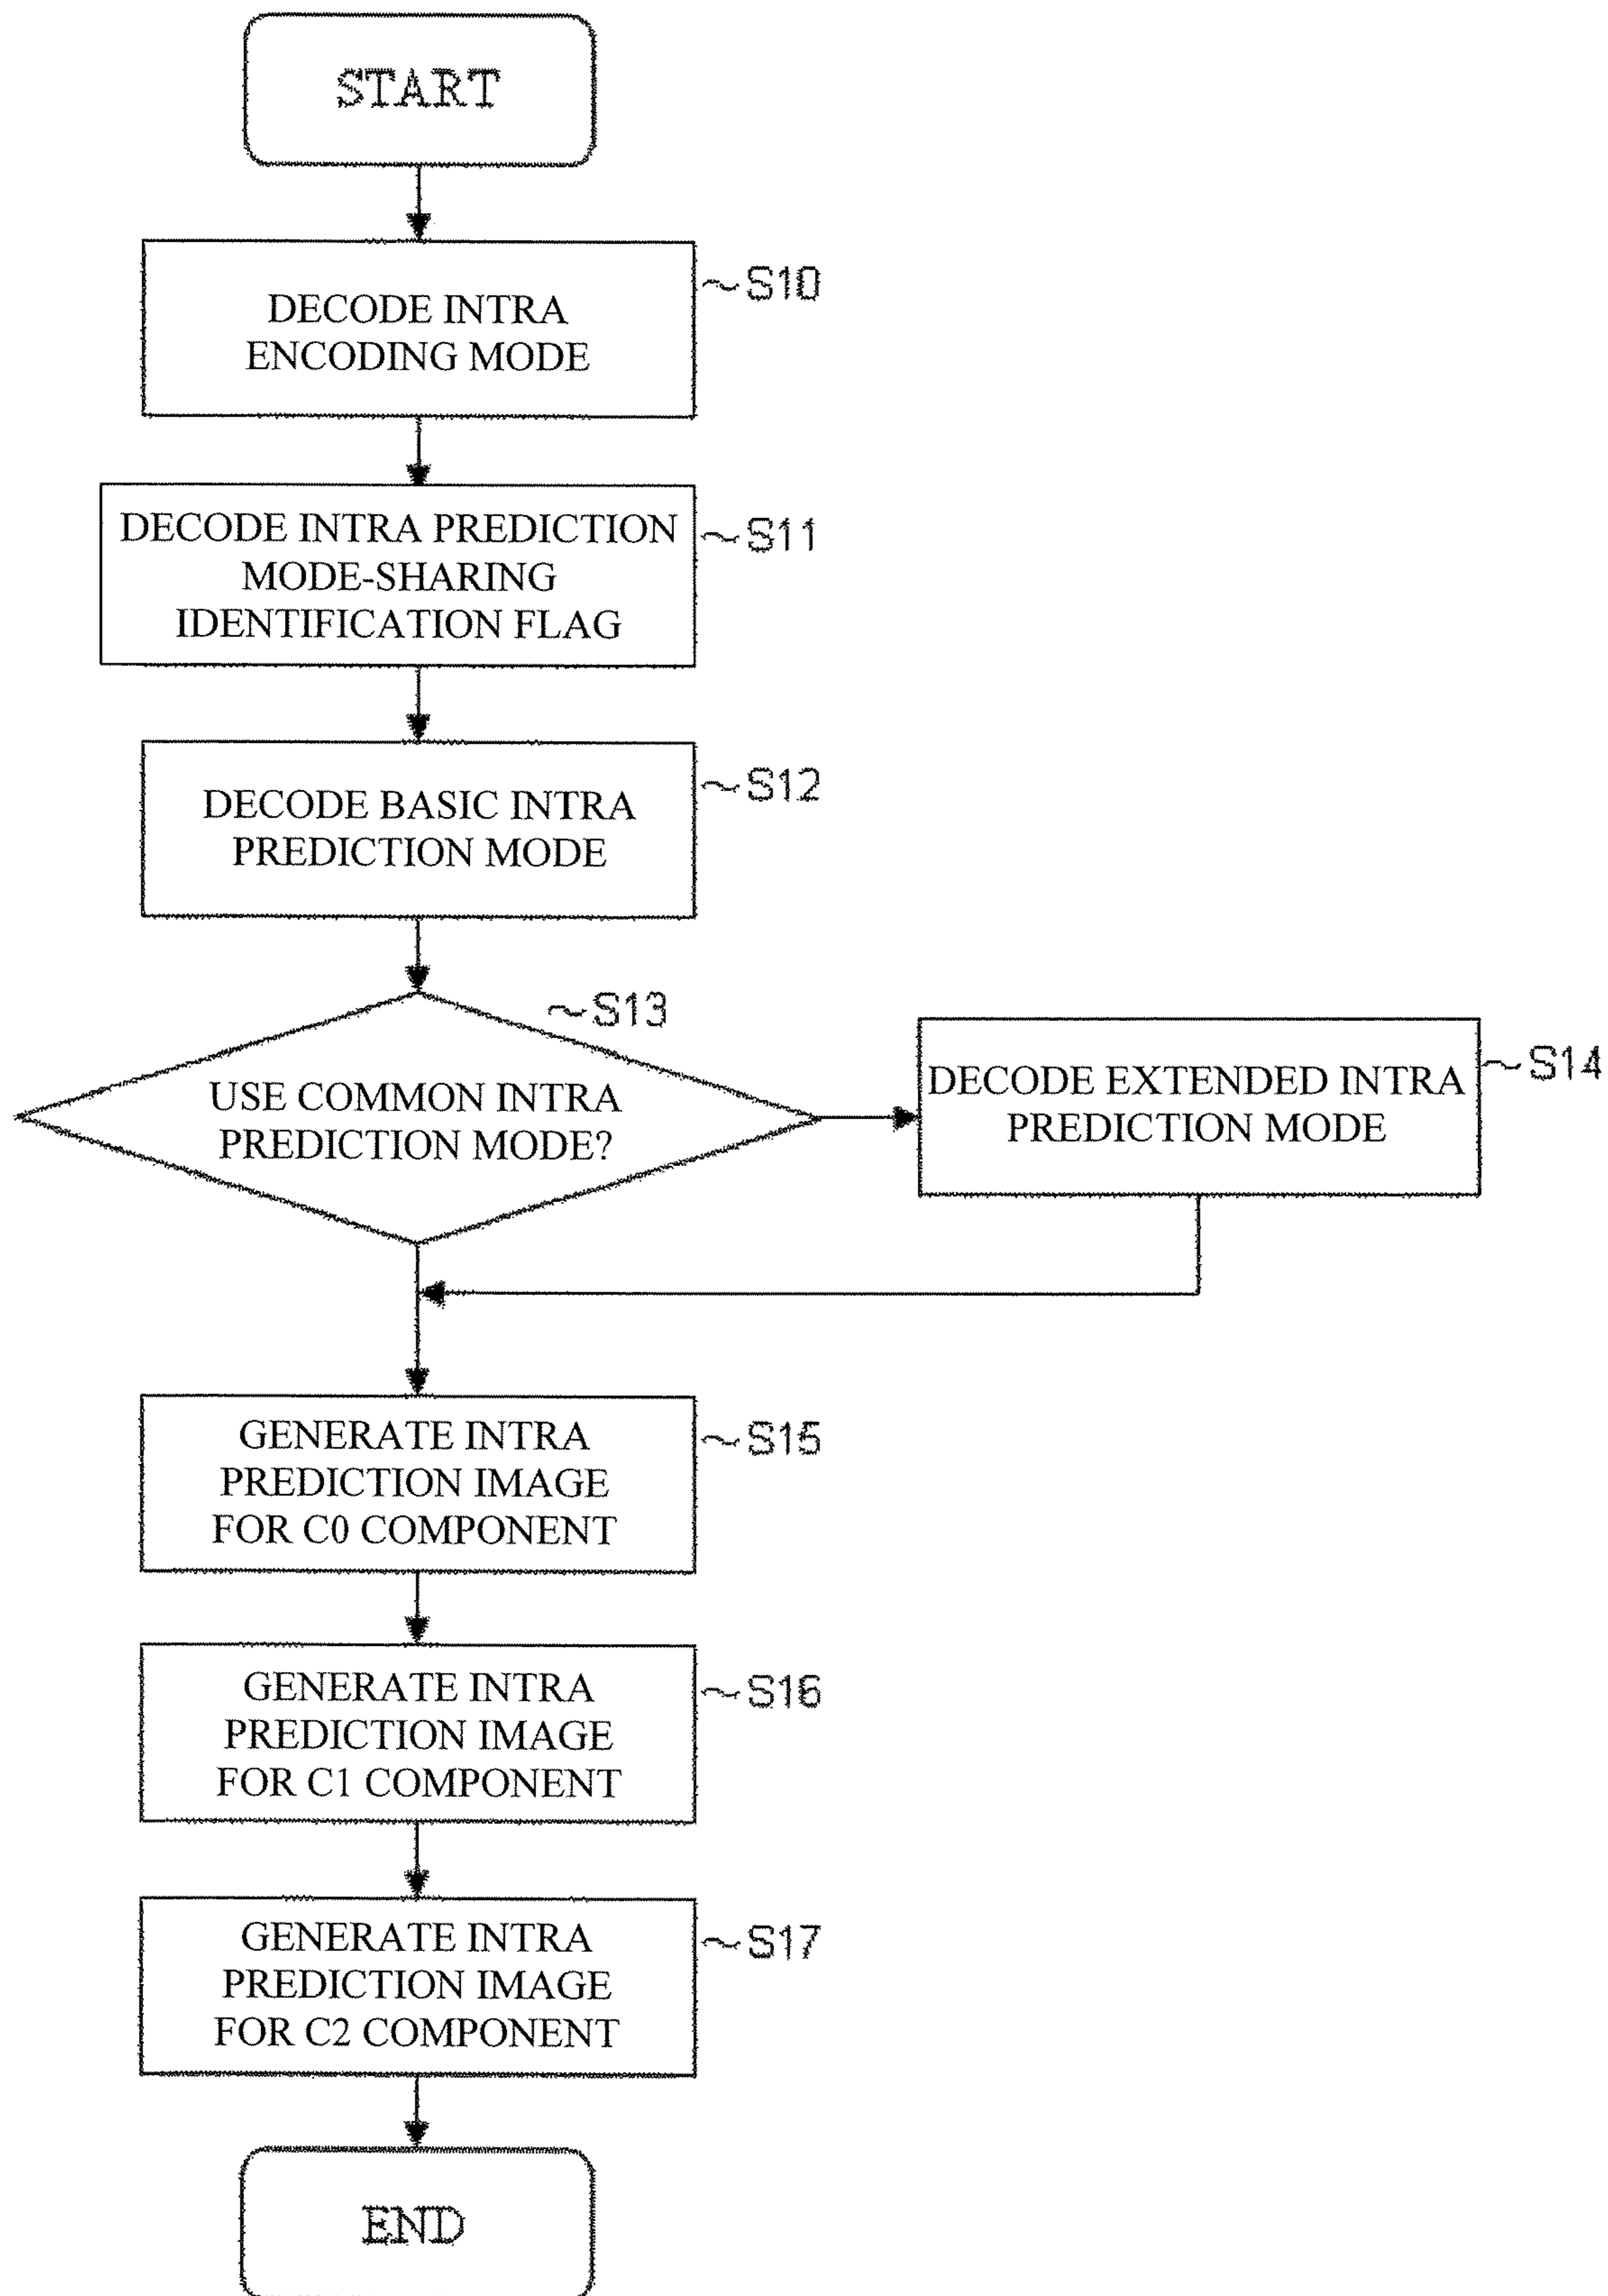 START
~S10
DECODE INTRA
ENCODING MODE
~S11
DECODE INTRA PREDICTION
MODE-SHARING
IDENTIFICATION FLAG
~S12
DECODE BASIC INTRA
PREDICTION MODE
~S13
USE COMMON INTRA
PREDICTION MODE?
~S14
DECODE EXTENDED INTRA
PREDICTION MODE
~S15
GENERATE INTRA
PREDICTION IMAGE
FOR C0 COMPONENT
~S16
GENERATE INTRA
PREDICTION IMAGE
FOR C1 COMPONENT
~S17
GENERATE INTRA
PREDICTION IMAGE
FOR C2 COMPONENT
END